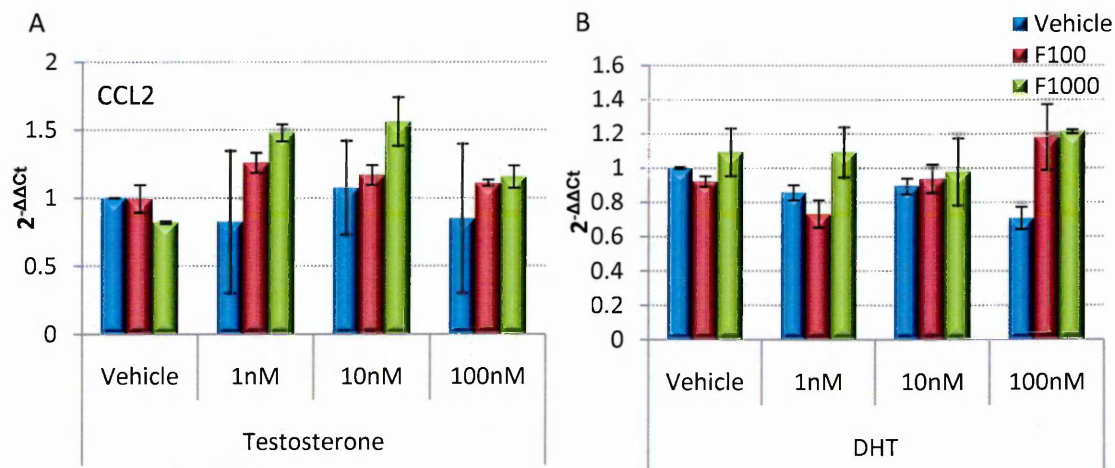 A
2
CCL2
1.5
1
0.5
0
2-ΔΔCt
Vehicle 1nM 10nM 100nM
Testosterone
B
Vehicle
F100
F1000
1.6
1.4
1.2
1
0.8
0.6
0.4
0.2
0
2-ΔΔCt
Vehicle 1nM 10nM 100nM
DHT